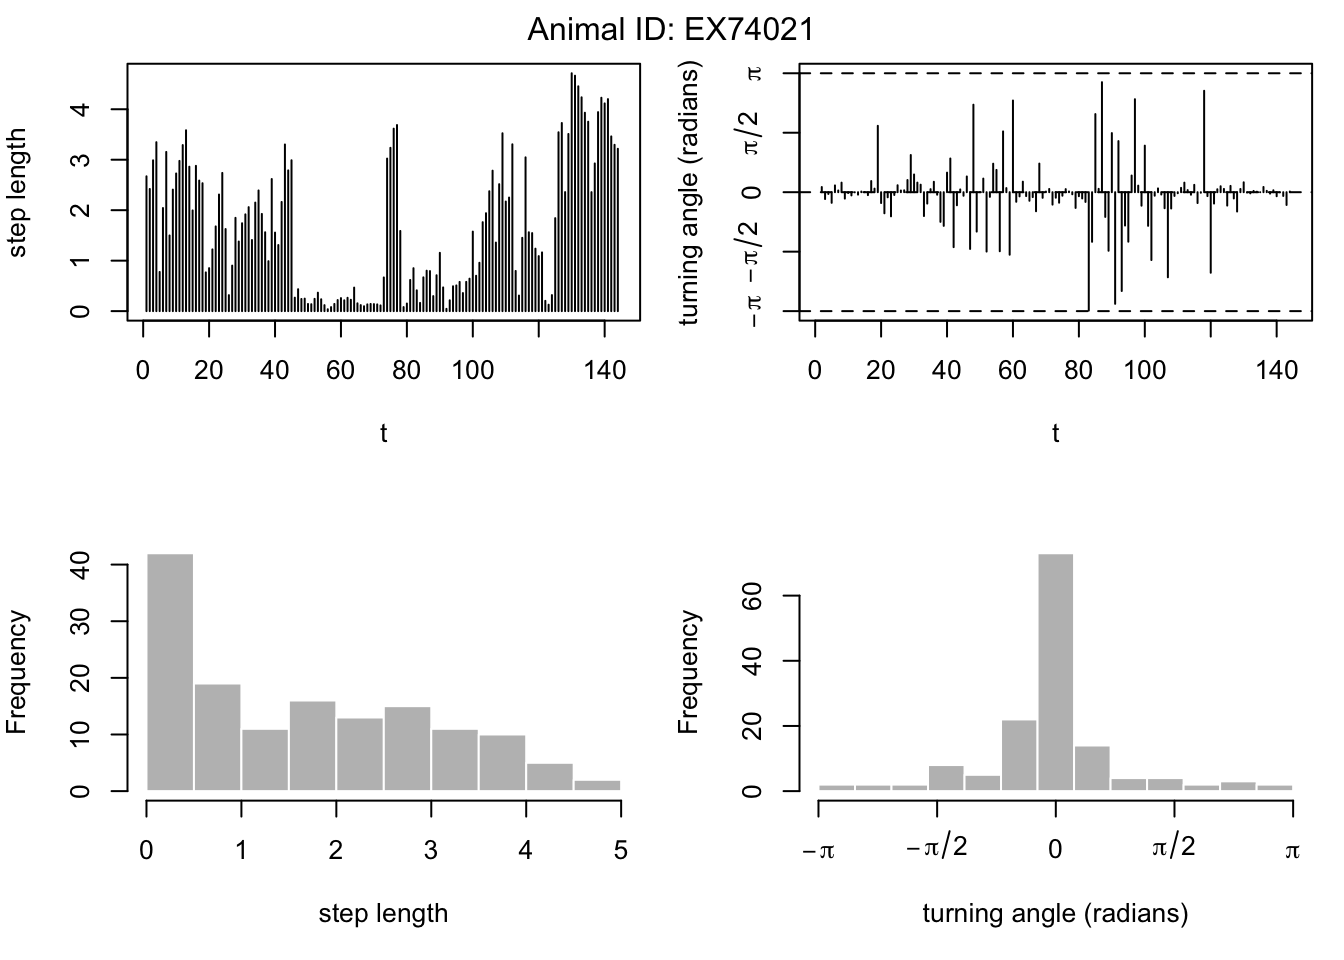 Animal ID: EX74021
step length
0 1 2 3 4
0 20 40 60 80 100 140
t
turning angle (radians)
−π −π/2 0 π/2 π
0 20 40 60 80 100 140
t
Frequency
0 10 20 30 40
0 1 2 3 4 5
step length
Frequency
0 20 40 60
−π −π/2 0 π/2 π
turning angle (radians)